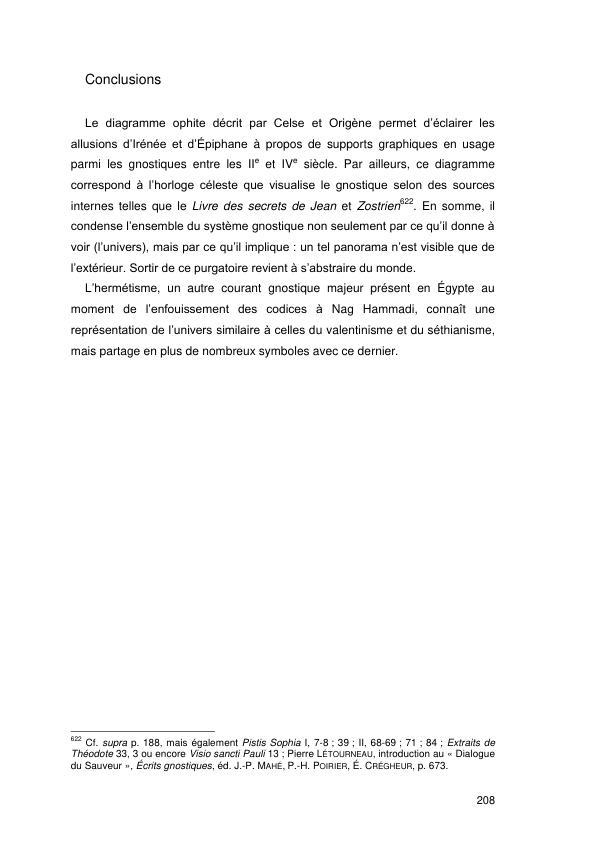 Conclusions
Le diagramme ophite décrit par Celse et Origène permet d’éclairer les
allusions d’Irénée et d’Épiphane à propos de supports graphiques en usage
parmi les gnostiques entre les IIe et IVe siècle. Par ailleurs, ce diagramme
correspond à l’horloge céleste que visualise le gnostique selon des sources
internes telles que le Livre des secrets de Jean et Zostrien622. En somme, il
condense l’ensemble du système gnostique non seulement par ce qu’il donne à
voir (l’univers), mais par ce qu’il implique : un tel panorama n’est visible que de
l’extérieur. Sortir de ce purgatoire revient à s’abstraire du monde.
L’hermétisme, un autre courant gnostique majeur présent en Égypte au
moment de l’enfouissement des codices à Nag Hammadi, connaît une
représentation de l’univers similaire à celles du valentinisme et du séthianisme,
mais partage en plus de nombreux symboles avec ce dernier.
622 Cf. supra p. 188, mais également Pistis Sophia I, 7-8 ; 39 ; II, 68-69 ; 71 ; 84 ; Extraits de
Théodote 33, 3 ou encore Visio sancti Pauli 13 ; Pierre LÉTOURNEAU, introduction au « Dialogue
du Sauveur », Écrits gnostiques, éd. J.-P. MAHÉ, P.-H. POIRIER, É. CRÉGHEUR, p. 673.
208